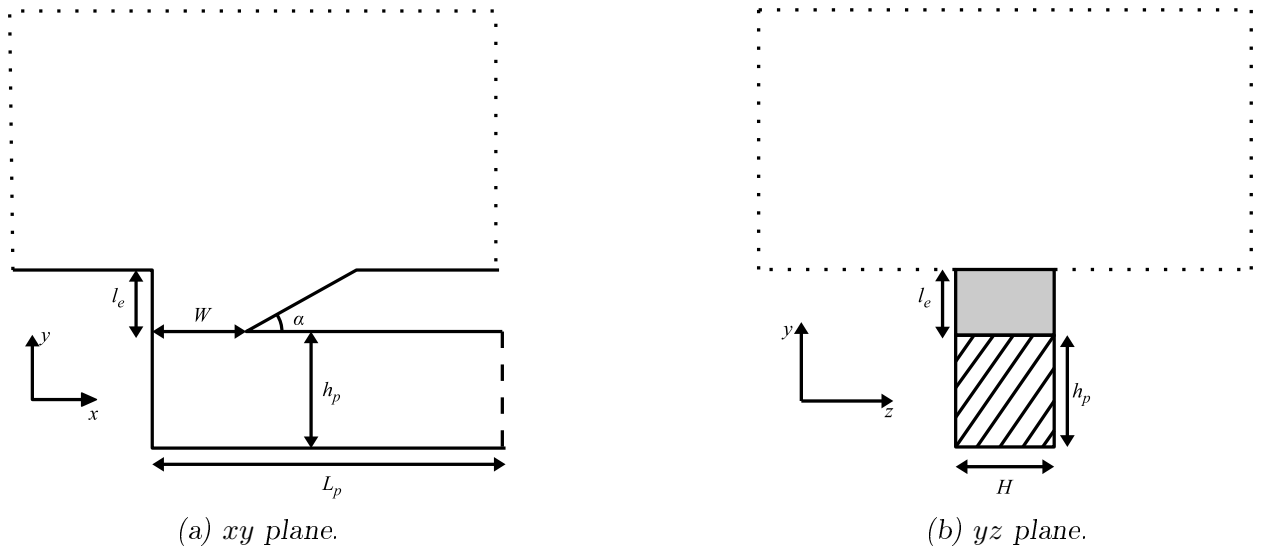 l_e
W
α
y
x
h_p
L_p
(a) xy plane.
l_e
y
z
h_p
H
(b) yz plane.